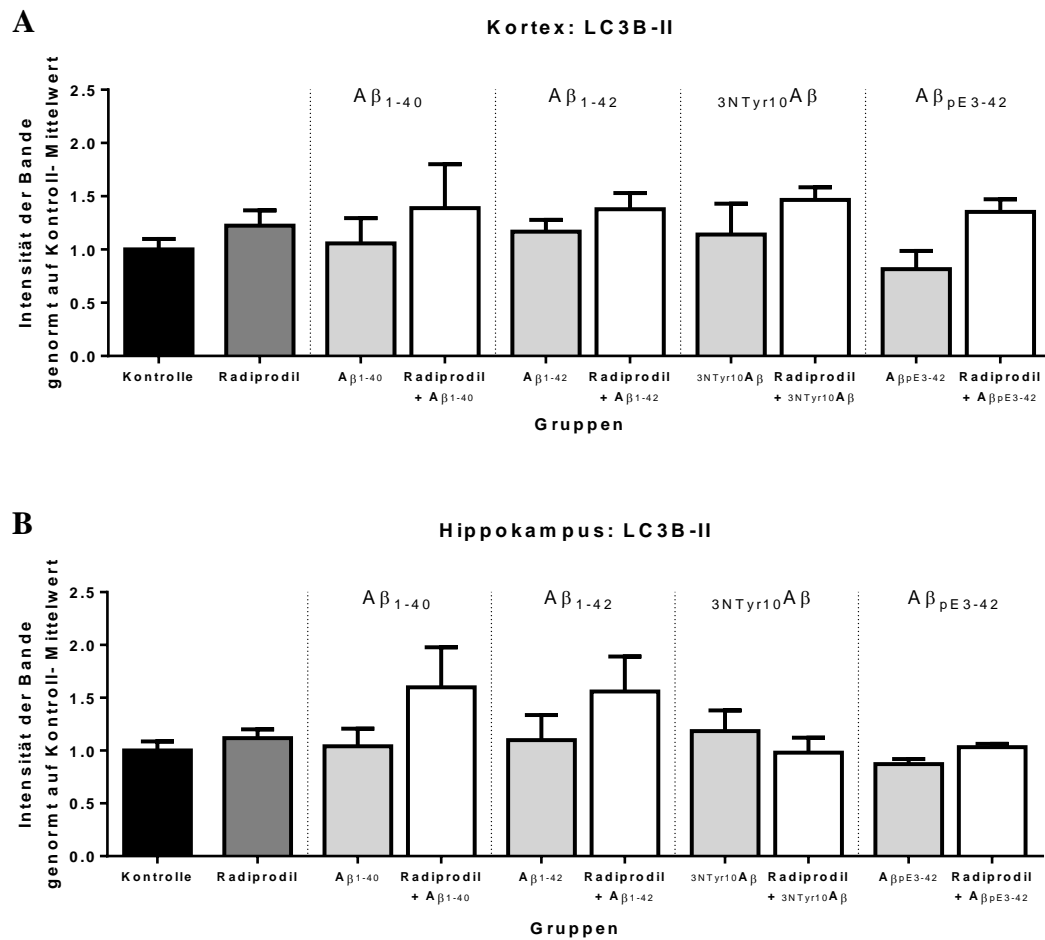 A
Kortex: LC3B-II
Intensität der Bande
genormt auf Kontroll-Mittelwert
2.5
2.0
1.5
1.0
0.5
0.0
Aβ1-40
Aβ1-42
3NTyr10Aβ
AβpE3-42
Kontrolle
Radiprodil
Aβ1-40
Radiprodil
+ Aβ1-40
Aβ1-42
Radiprodil
+ Aβ1-42
3NTyr10Aβ
Radiprodil
+ 3NTyr10Aβ
AβpE3-42
Radiprodil
+ AβpE3-42
Gruppen
B
Hippokampus: LC3B-II
Intensität der Bande
genormt auf Kontroll-Mittelwert
2.5
2.0
1.5
1.0
0.5
0.0
Aβ1-40
Aβ1-42
3NTyr10Aβ
AβpE3-42
Kontrolle
Radiprodil
Aβ1-40
Radiprodil
+ Aβ1-40
Aβ1-42
Radiprodil
+ Aβ1-42
3NTyr10Aβ
Radiprodil
+ 3NTyr10Aβ
AβpE3-42
Radiprodil
+ AβpE3-42
Gruppen